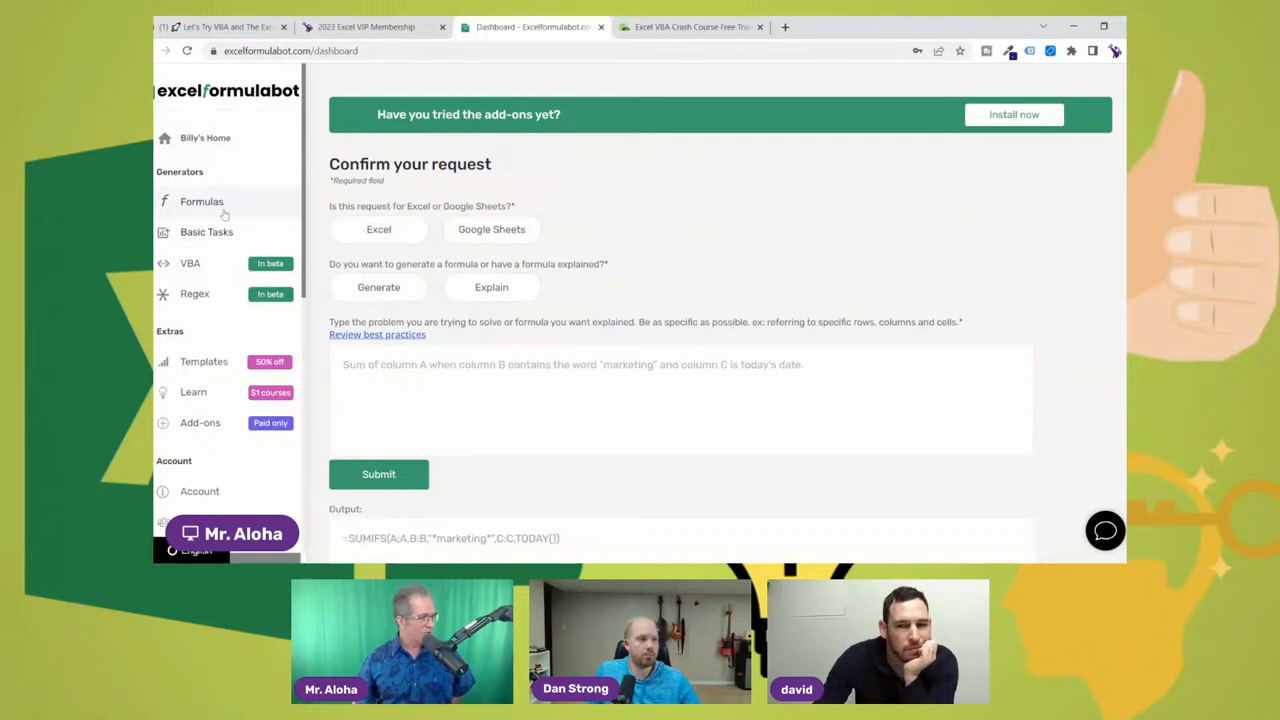 Let's Try VBA and The Exc
2023 Excel VIP Membership
Dashboard - Excelformulabot.co
Excel VBA Crash Course Free Trai
excelformulabot.com/dashboard
excelformulabot
Have you tried the add-ons yet?
Install now
Billy's Home
Confirm your request
*Required field
Generators
Is this request for Excel or Google Sheets?*
Formulas
Excel
Google Sheets
Basic Tasks
VBA
In beta
Do you want to generate a formula or have a formula explained?*
Generate
Explain
Regex
In beta
Type the problem you are trying to solve or formula you want explained. Be as specific as possible, ex: referring to specific rows, columns and cells.*
Review best practices
Extras
Templates
50% off
Sum of column A when column B contains the word "marketing" and column C is today's date.
Learn
$1 courses
Add-ons
Paid only
Account
Submit
Account
Output:
=SUMIFS(A:A,B:B,"*marketing*",C:C,TODAY())
English
Mr. Aloha
Mr. Aloha
Dan Strong
david